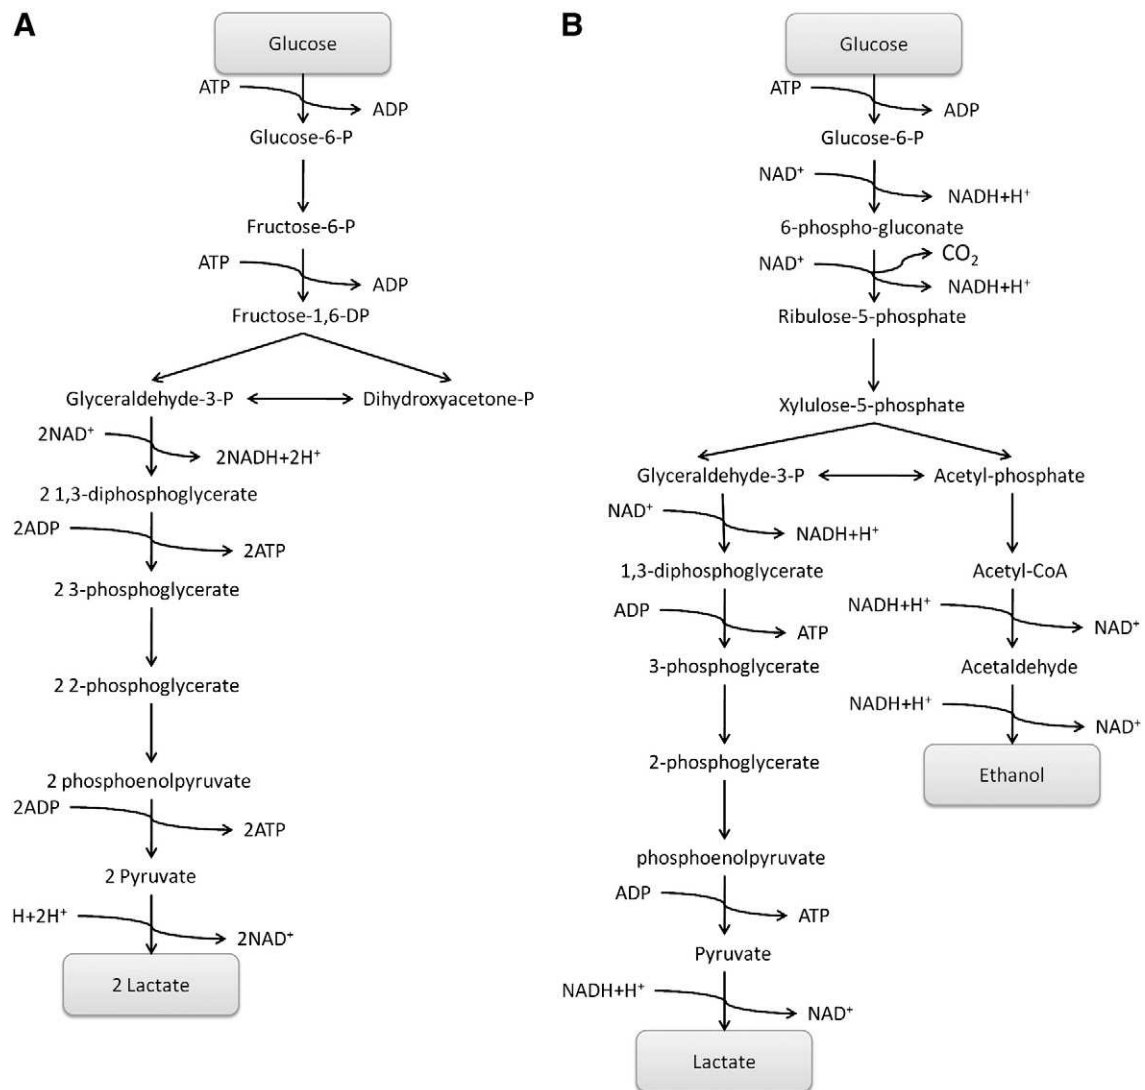 A
Glucose
ATP
ADP
Glucose-6-P
Fructose-6-P
ATP
ADP
Fructose-1,6-DP
Glyceraldehyde-3-P
Dihydroxyacetone-P
2NAD⁺
2NADH+2H⁺
2 1,3-diphosphoglycerate
2ADP
2ATP
2 3-phosphoglycerate
2 2-phosphoglycerate
2 phosphoenolpyruvate
2ADP
2ATP
2 Pyruvate
H+2H⁺
2NAD⁺
2 Lactate
B
Glucose
ATP
ADP
Glucose-6-P
NAD⁺
NADH+H⁺
6-phospho-gluconate
CO₂
NAD⁺
NADH+H⁺
Ribulose-5-phosphate
Xylulose-5-phosphate
Glyceraldehyde-3-P
Acetyl-phosphate
NAD⁺
NADH+H⁺
1,3-diphosphoglycerate
ADP
ATP
3-phosphoglycerate
2-phosphoglycerate
phosphoenolpyruvate
ADP
ATP
Pyruvate
NADH+H⁺
NAD⁺
Lactate
Acetyl-CoA
NADH+H⁺
NAD⁺
Acetaldehyde
NADH+H⁺
NAD⁺
Ethanol